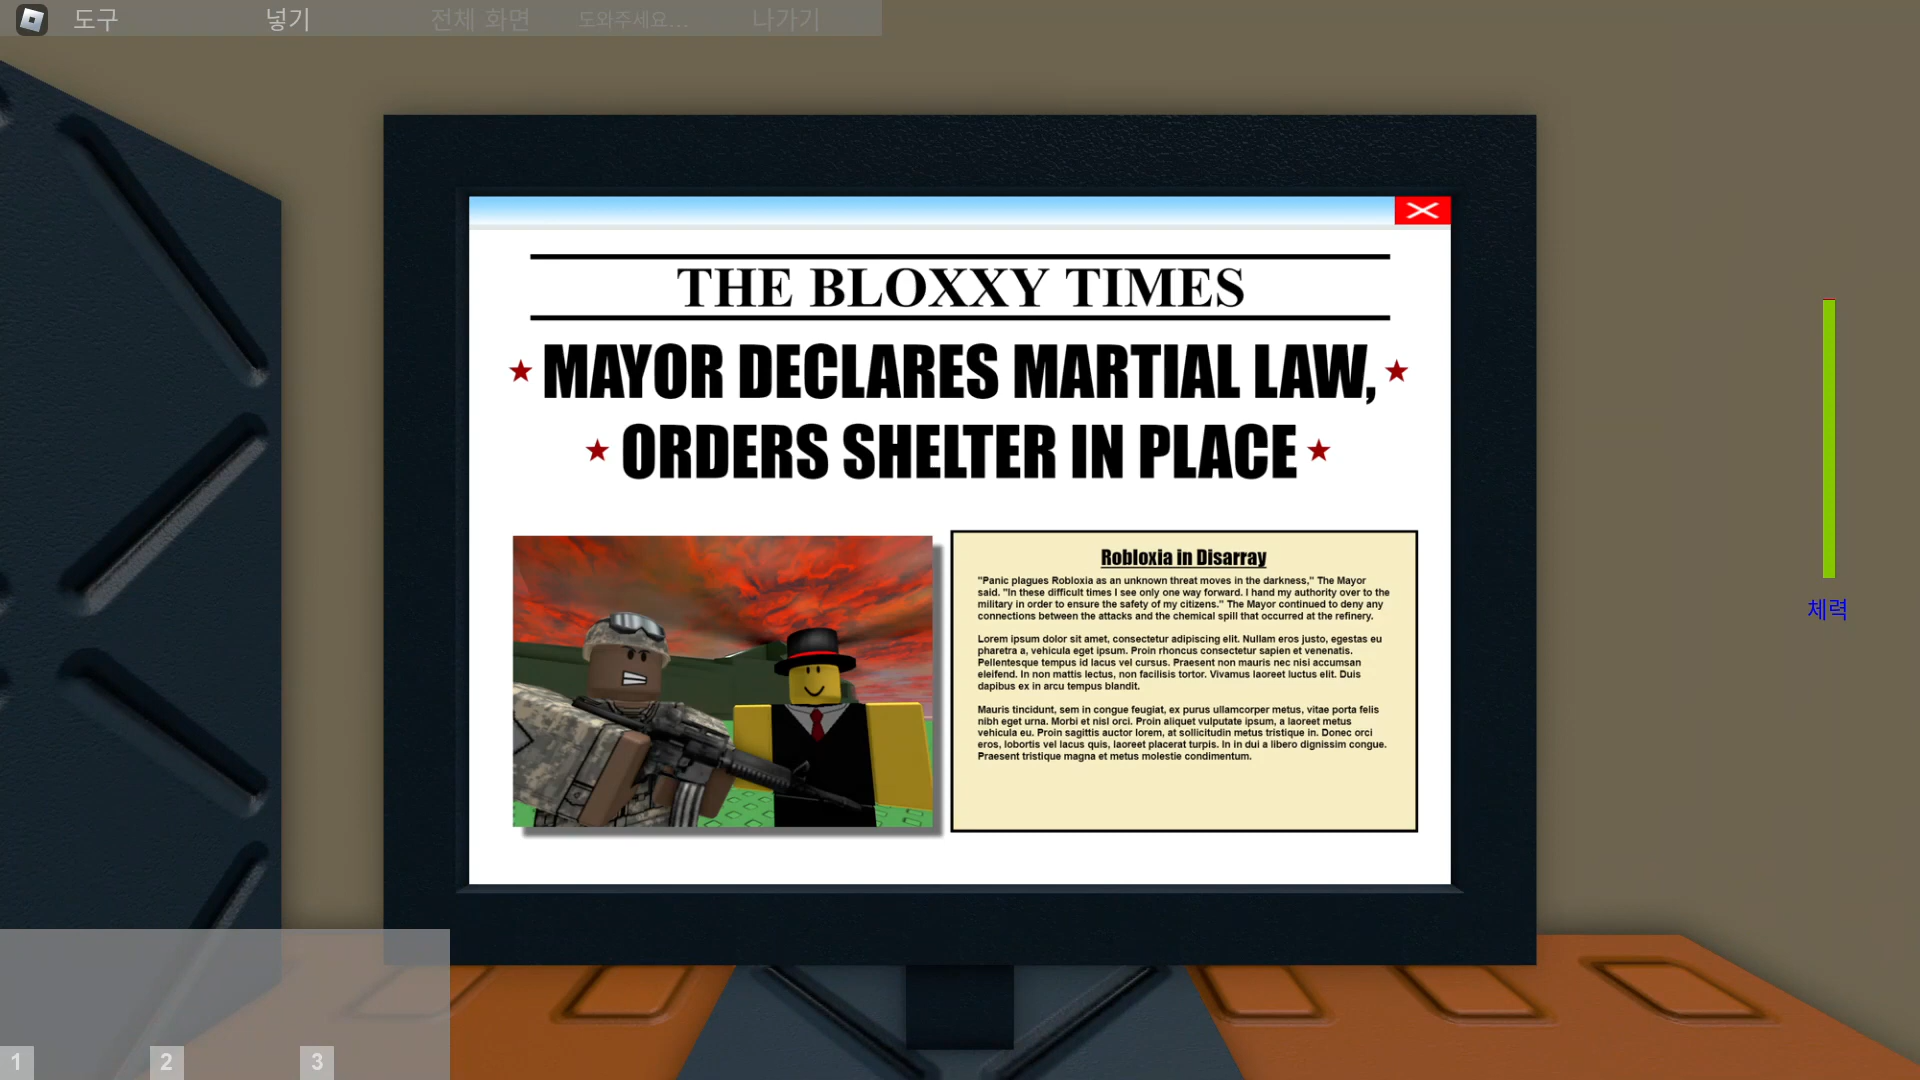 도구 넣기 전체 화면 도와주세요... 나가기
THE BLOXXY TIMES
MAYOR DECLARES MARTIAL LAW,
ORDERS SHELTER IN PLACE
Robloxia in Disarray
"Panic plagues Robloxia as an unknown threat moves in the darkness," The Mayor
said. "In these difficult times I see only one way forward. I hand my authority over to the
military in order to ensure the safety of my citizens." The Mayor continued to deny any
connections between the attacks and the chemical spill that occurred at the refinery.
Lorem ipsum dolor sit amet, consectetur adipiscing elit. Nullam eros justo, egestas eu
pharetra a, vehicula eget ipsum. Proin rhoncus consectetur sapien et venenatis.
Pellentesque tempus id lacus vel cursus. Praesent non mauris nec nisi accumsan
eleifend. In non mattis lectus, non facilisis tortor. Vivamus laoreet luctus elit. Duis
dapibus ex in arcu tempus blandit.
Mauris tincidunt, sem in congue feugiat, ex purus ullamcorper metus, vitae porta felis
nibh eget urna. Morbi et nisl orci. Proin aliquet vulputate ipsum, a laoreet metus
vehicula eu. Proin sagittis auctor lorem, at sollicitudin metus tristique in. Donec orci
eros, lobortis vel lacus quis, laoreet placerat turpis. In in dui a libero dignissim congue.
Praesent tristique magna et metus molestie condimentum.
체력
1 2 3